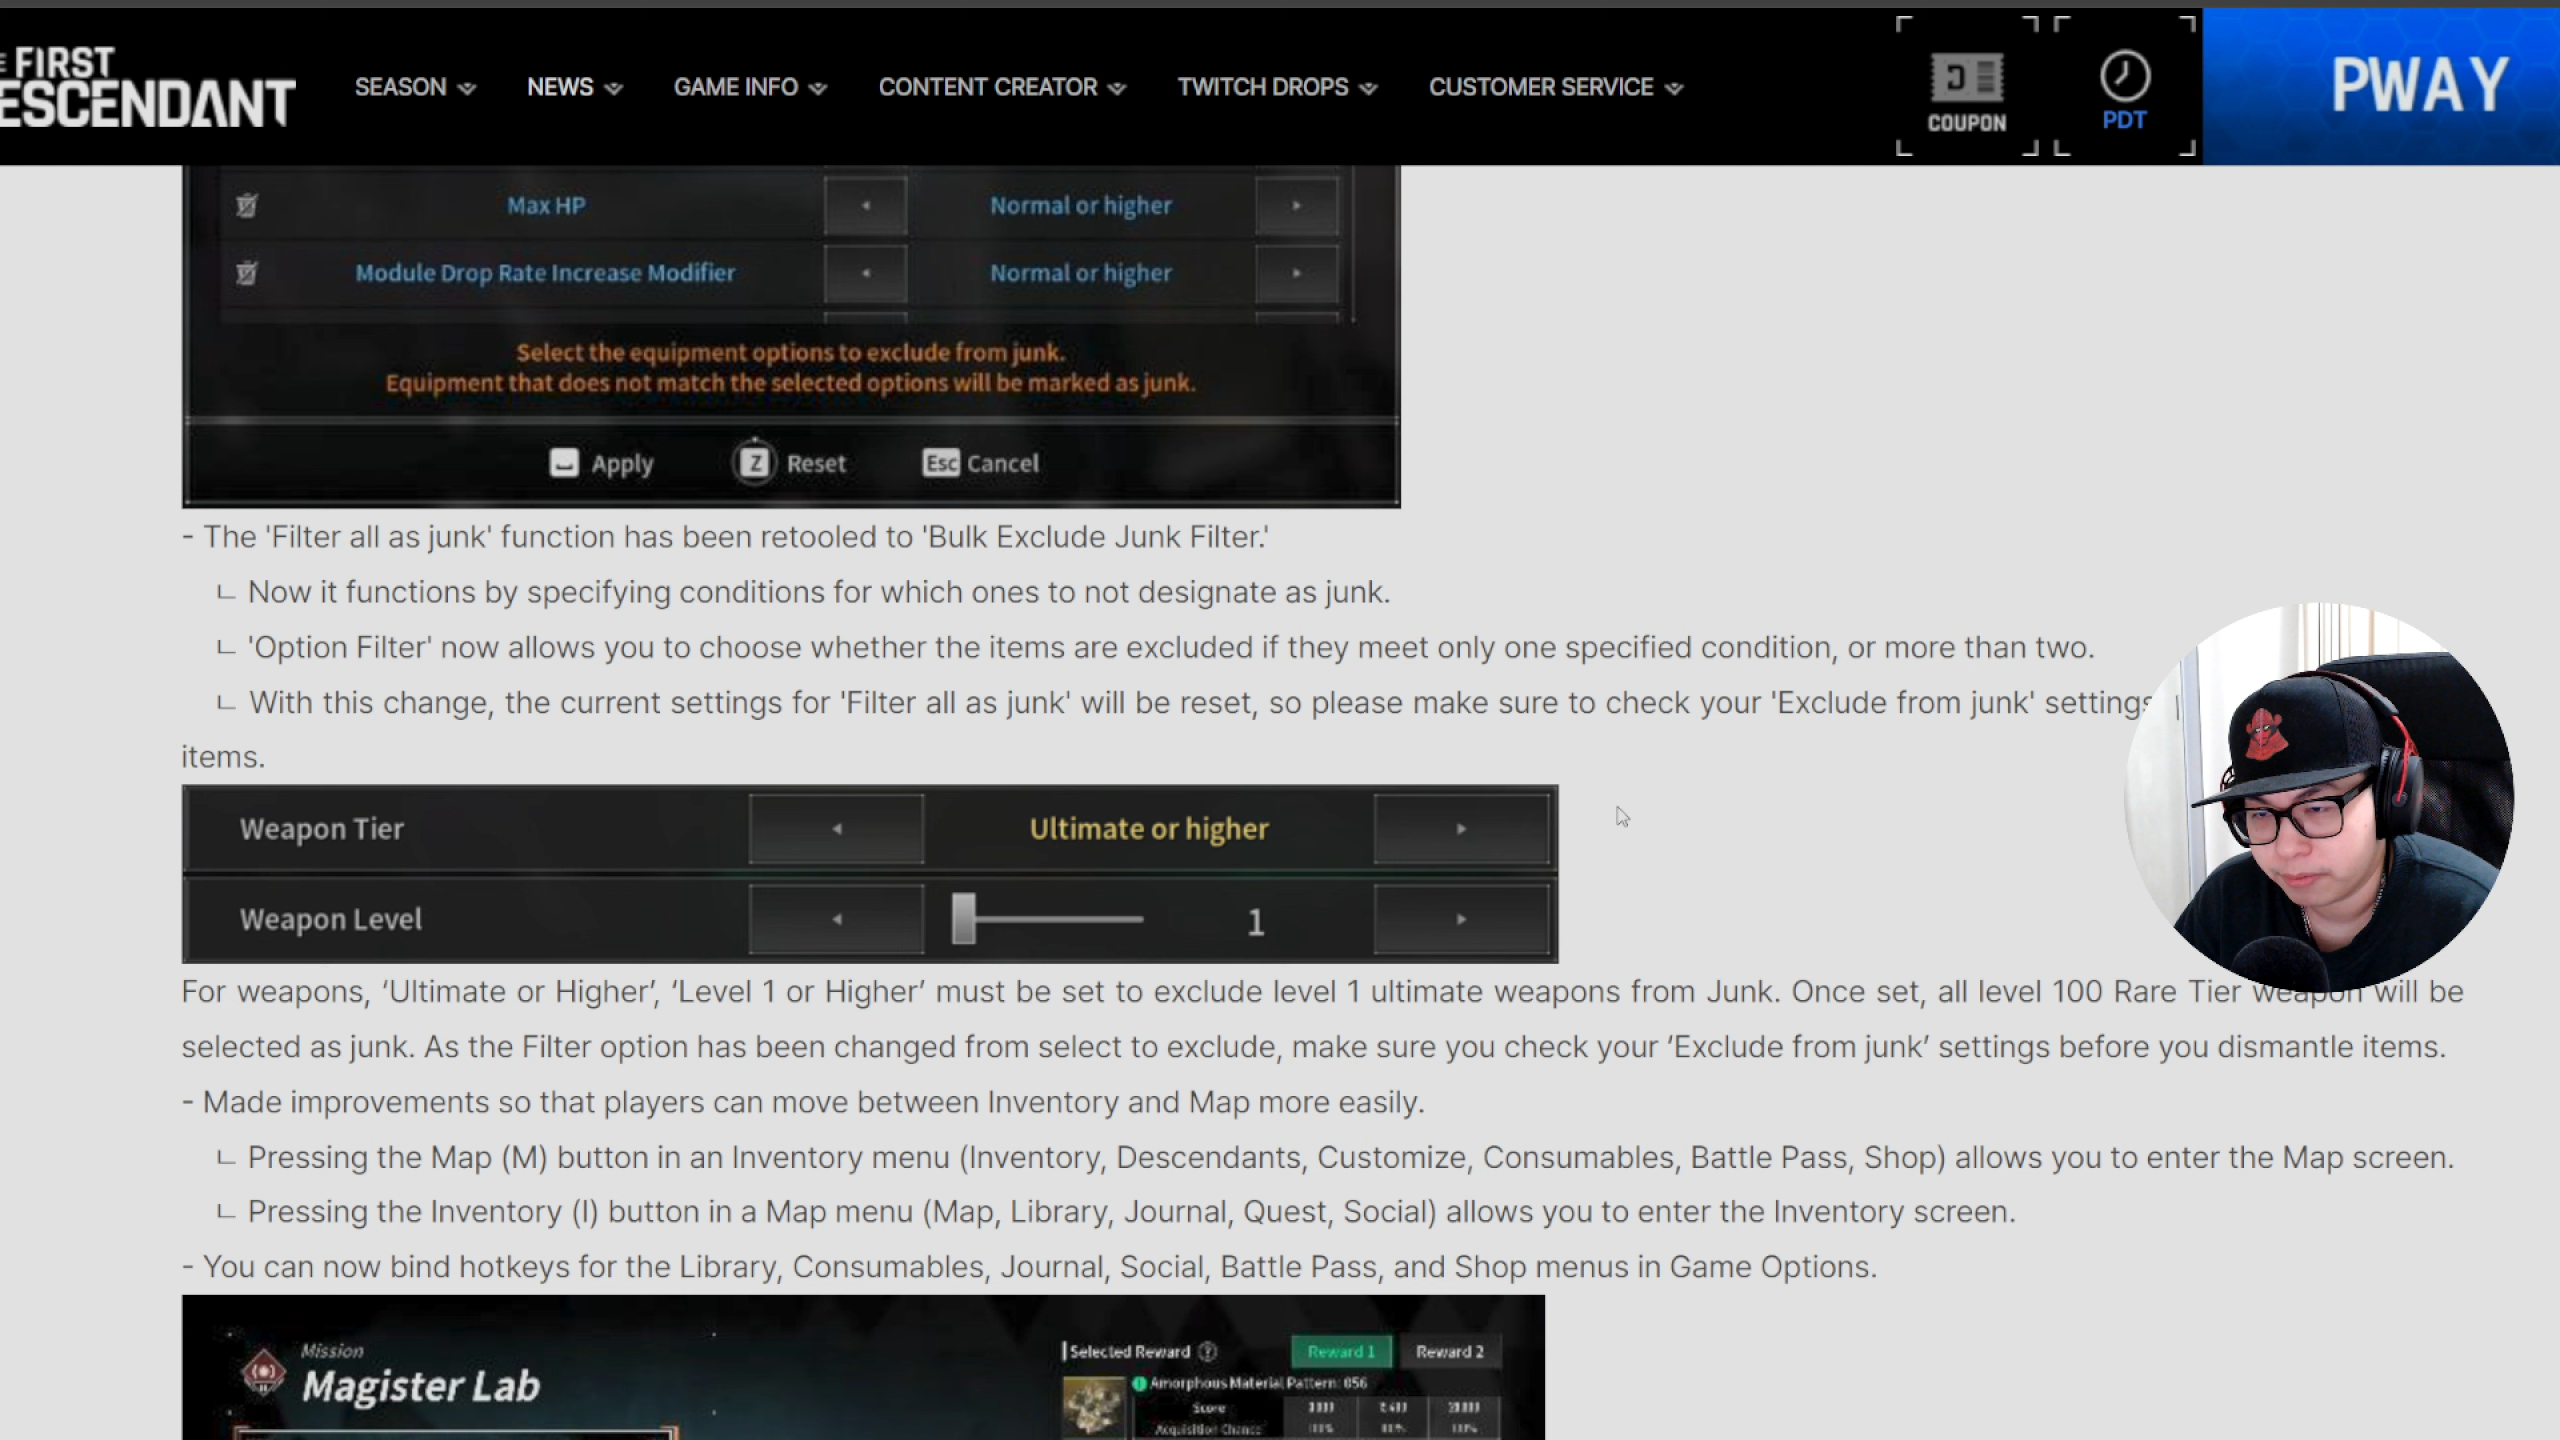 E FIRST
ESCENDANT
SEASON
NEWS
GAME INFO
CONTENT CREATOR
TWITCH DROPS
CUSTOMER SERVICE
COUPON
PDT
PWAY
Max HP
Normal or higher
Module Drop Rate Increase Modifier
Normal or higher
Select the equipment options to exclude from junk.
Equipment that does not match the selected options will be marked as junk.
Apply
Z Reset
Esc Cancel
- The 'Filter all as junk' function has been retooled to 'Bulk Exclude Junk Filter.'
ㄴ Now it functions by specifying conditions for which ones to not designate as junk.
ㄴ 'Option Filter' now allows you to choose whether the items are excluded if they meet only one specified condition, or more than two.
ㄴ With this change, the current settings for 'Filter all as junk' will be reset, so please make sure to check your 'Exclude from junk' settings
items.
Weapon Tier
Ultimate or higher
Weapon Level
1
For weapons, ‘Ultimate or Higher’, ‘Level 1 or Higher’ must be set to exclude level 1 ultimate weapons from Junk. Once set, all level 100 Rare Tier weapon will be
selected as junk. As the Filter option has been changed from select to exclude, make sure you check your ‘Exclude from junk’ settings before you dismantle items.
- Made improvements so that players can move between Inventory and Map more easily.
ㄴ Pressing the Map (M) button in an Inventory menu (Inventory, Descendants, Customize, Consumables, Battle Pass, Shop) allows you to enter the Map screen.
ㄴ Pressing the Inventory (I) button in a Map menu (Map, Library, Journal, Quest, Social) allows you to enter the Inventory screen.
- You can now bind hotkeys for the Library, Consumables, Journal, Social, Battle Pass, and Shop menus in Game Options.
Mission
Magister Lab
Selected Reward
Reward 1
Reward 2
Amorphous Material Pattern: 056
Score
Acquisition Chance